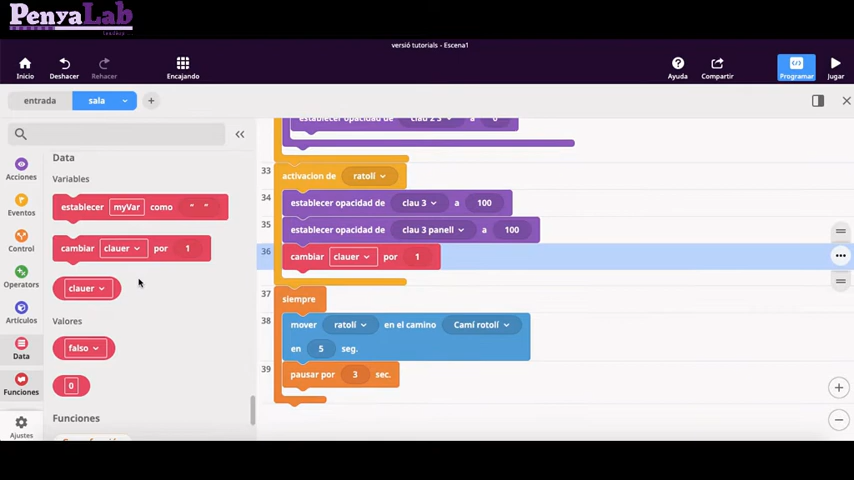 PenyaLab
versió tutorials - Escena1
Inicio Deshacer Rehacer Encajando Ayuda Compartir Programar Jugar
entrada sala
Acciones
Eventos
Control
Operators
Artículos
Data
Funciones
Ajustes
Data
Variables
establecer myVar como " "
cambiar clauer por 1
clauer
Valores
falso
0
Funciones
establecer opacidad de clau 2 3 a 0
33 activacion de ratolí
34 establecer opacidad de clau 3 a 100
35 establecer opacidad de clau 3 panell a 100
36 cambiar clauer por 1
37 siempre
38 mover ratolí en el camino Camí rotolí
en 5 seg.
39 pausar por 3 sec.